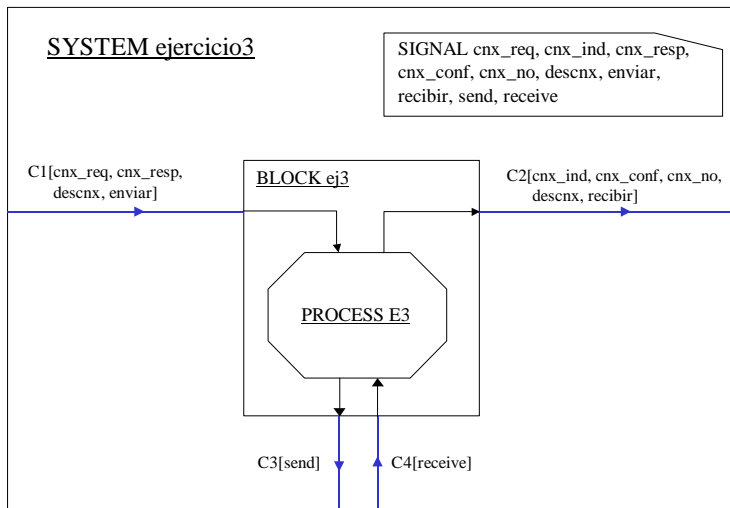 SYSTEM ejercicio3
SIGNAL cnx_req, cnx_ind, cnx_resp,
cnx_conf, cnx_no, descnx, enviar,
recibir, send, receive
C1[cnx_req, cnx_resp,
descnx, enviar]
BLOCK ej3
C2[cnx_ind, cnx_conf, cnx_no,
descnx, recibir]
PROCESS E3
C3[send]
C4[receive]